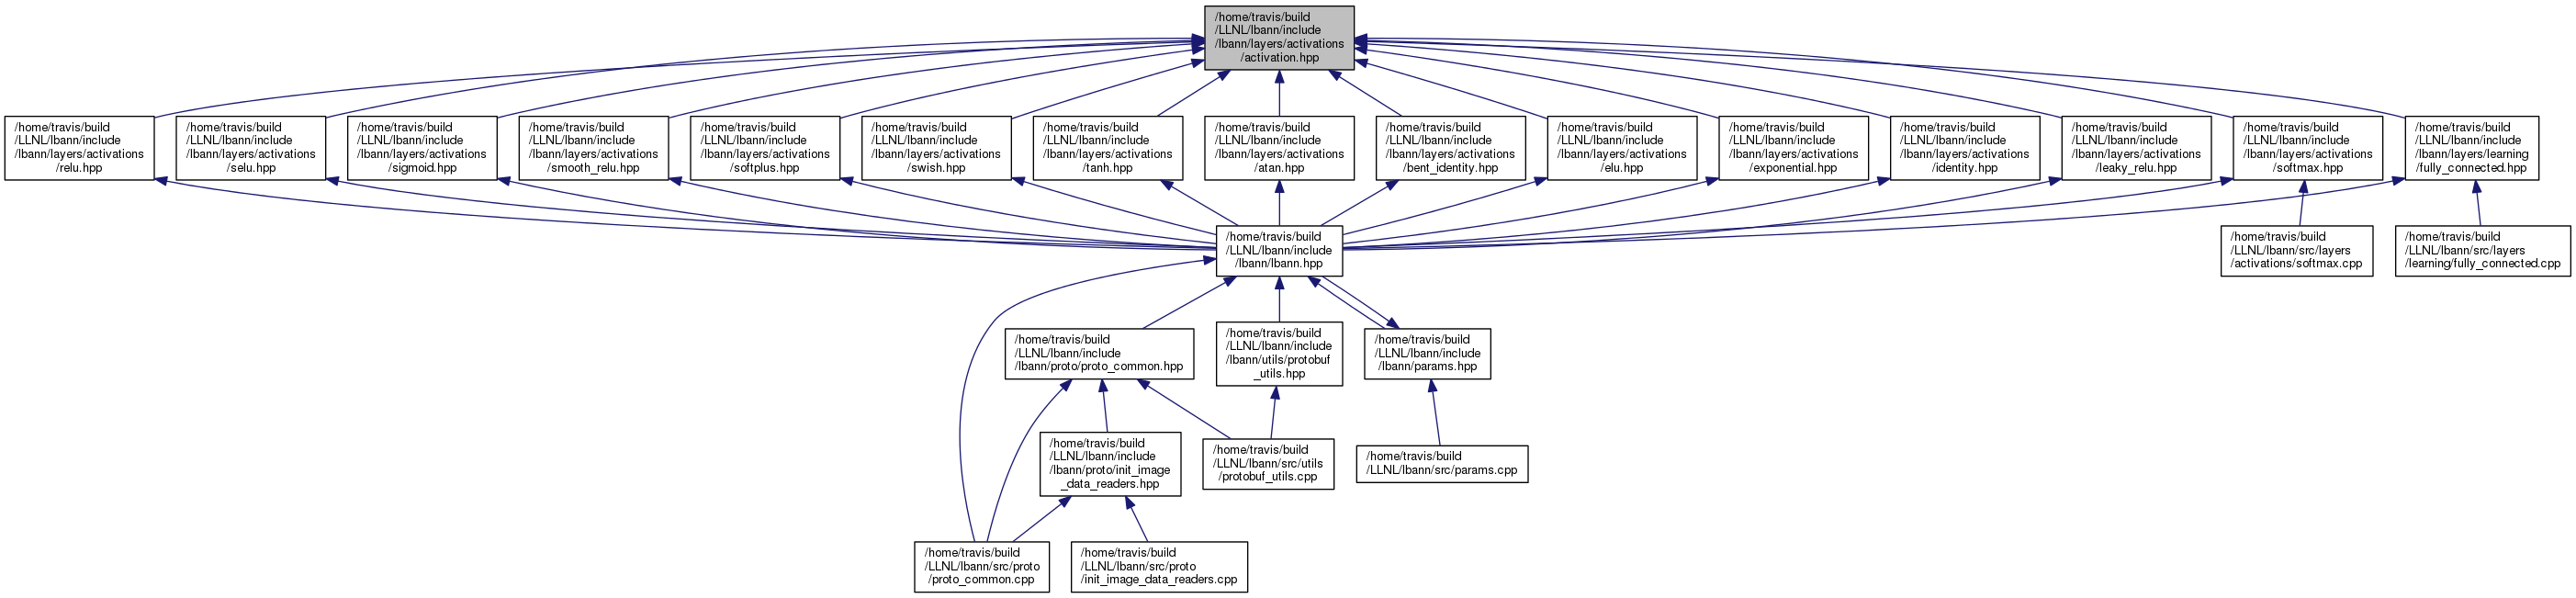 /home/travis/build
/LLNL/lbann/include
/lbann/layers/activations
/activation.hpp
/home/travis/build
/LLNL/lbann/include
/lbann/layers/activations
/relu.hpp
/home/travis/build
/LLNL/lbann/include
/lbann/layers/activations
/selu.hpp
/home/travis/build
/LLNL/lbann/include
/lbann/layers/activations
/sigmoid.hpp
/home/travis/build
/LLNL/lbann/include
/lbann/layers/activations
/smooth_relu.hpp
/home/travis/build
/LLNL/lbann/include
/lbann/layers/activations
/softplus.hpp
/home/travis/build
/LLNL/lbann/include
/lbann/layers/activations
/swish.hpp
/home/travis/build
/LLNL/lbann/include
/lbann/layers/activations
/tanh.hpp
/home/travis/build
/LLNL/lbann/include
/lbann/layers/activations
/atan.hpp
/home/travis/build
/LLNL/lbann/include
/lbann/layers/activations
/bent_identity.hpp
/home/travis/build
/LLNL/lbann/include
/lbann/layers/activations
/elu.hpp
/home/travis/build
/LLNL/lbann/include
/lbann/layers/activations
/exponential.hpp
/home/travis/build
/LLNL/lbann/include
/lbann/layers/activations
/identity.hpp
/home/travis/build
/LLNL/lbann/include
/lbann/layers/activations
/leaky_relu.hpp
/home/travis/build
/LLNL/lbann/include
/lbann/layers/activations
/softmax.hpp
/home/travis/build
/LLNL/lbann/include
/lbann/layers/learning
/fully_connected.hpp
/home/travis/build
/LLNL/lbann/include
/lbann/lbann.hpp
/home/travis/build
/LLNL/lbann/src/layers
/activations/softmax.cpp
/home/travis/build
/LLNL/lbann/src/layers
/learning/fully_connected.cpp
/home/travis/build
/LLNL/lbann/include
/lbann/proto/proto_common.hpp
/home/travis/build
/LLNL/lbann/include
/lbann/utils/protobuf
_utils.hpp
/home/travis/build
/LLNL/lbann/include
/lbann/params.hpp
/home/travis/build
/LLNL/lbann/include
/lbann/proto/init_image
_data_readers.hpp
/home/travis/build
/LLNL/lbann/src/utils
/protobuf_utils.cpp
/home/travis/build
/LLNL/lbann/src/params.cpp
/home/travis/build
/LLNL/lbann/src/proto
/proto_common.cpp
/home/travis/build
/LLNL/lbann/src/proto
/init_image_data_readers.cpp